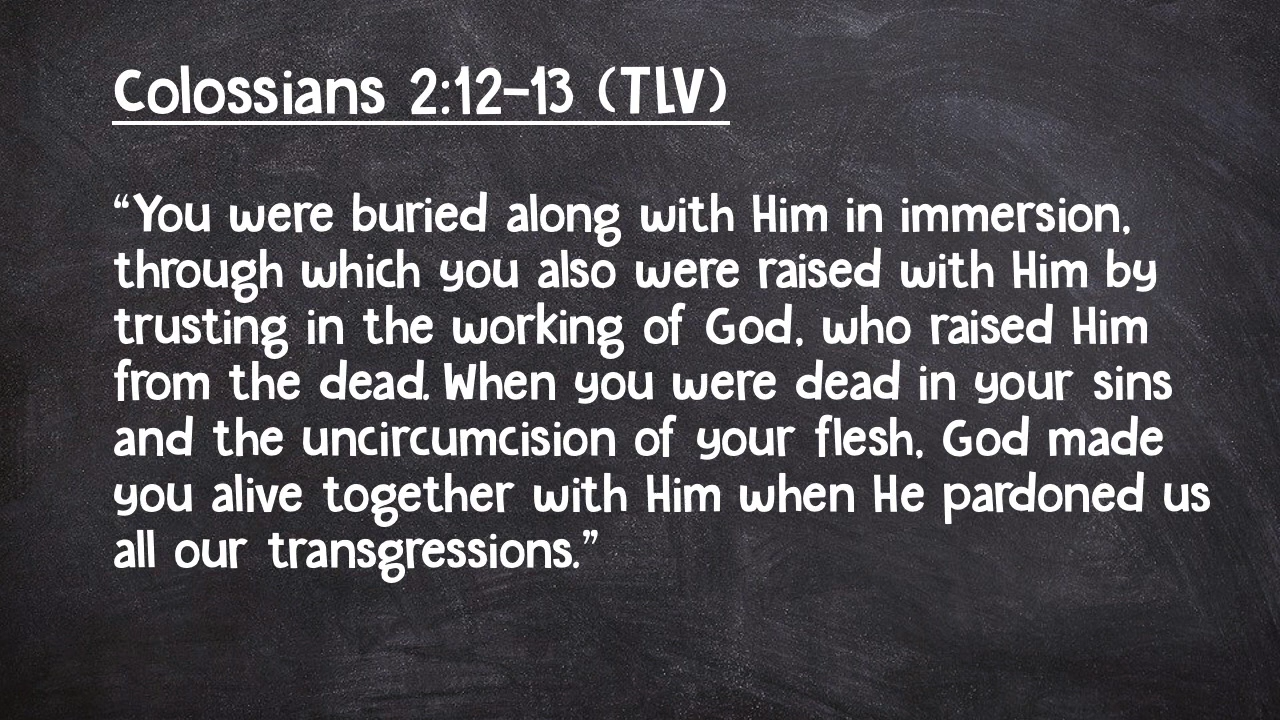 Colossians 2:12-13 (TLV)
“You were buried along with Him in immersion,
through which you also were raised with Him by
trusting in the working of God, who raised Him
from the dead. When you were dead in your sins
and the uncircumcision of your flesh, God made
you alive together with Him when He pardoned us
all our transgressions.”